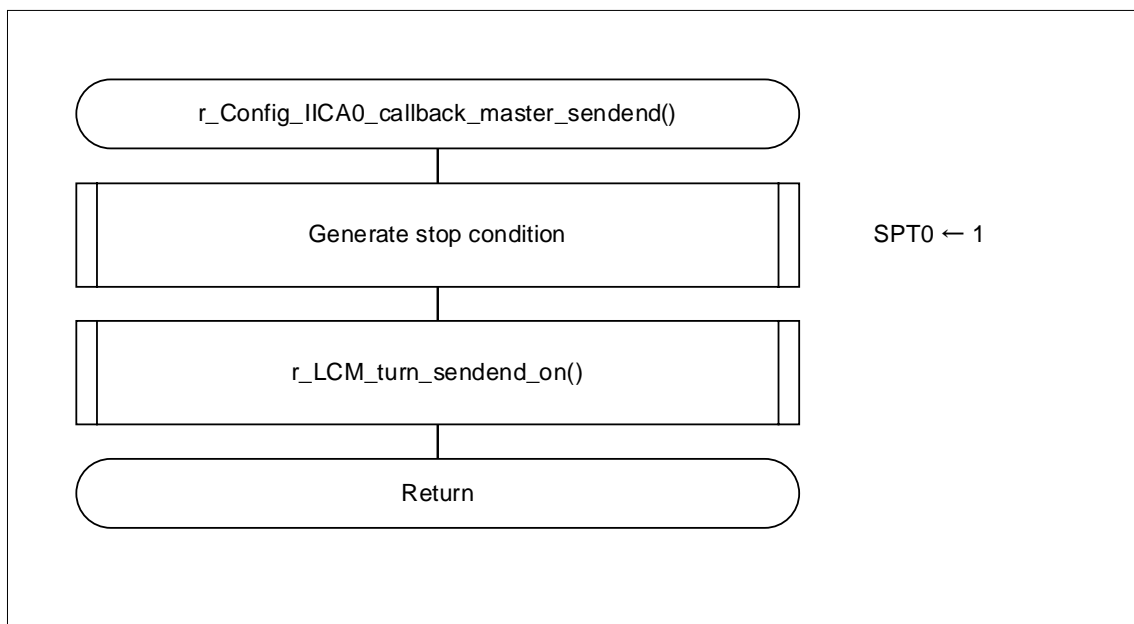 r_Config_IICA0_callback_master_sendend()
Generate stop condition
SPT0 ← 1
r_LCM_turn_sendend_on()
Return